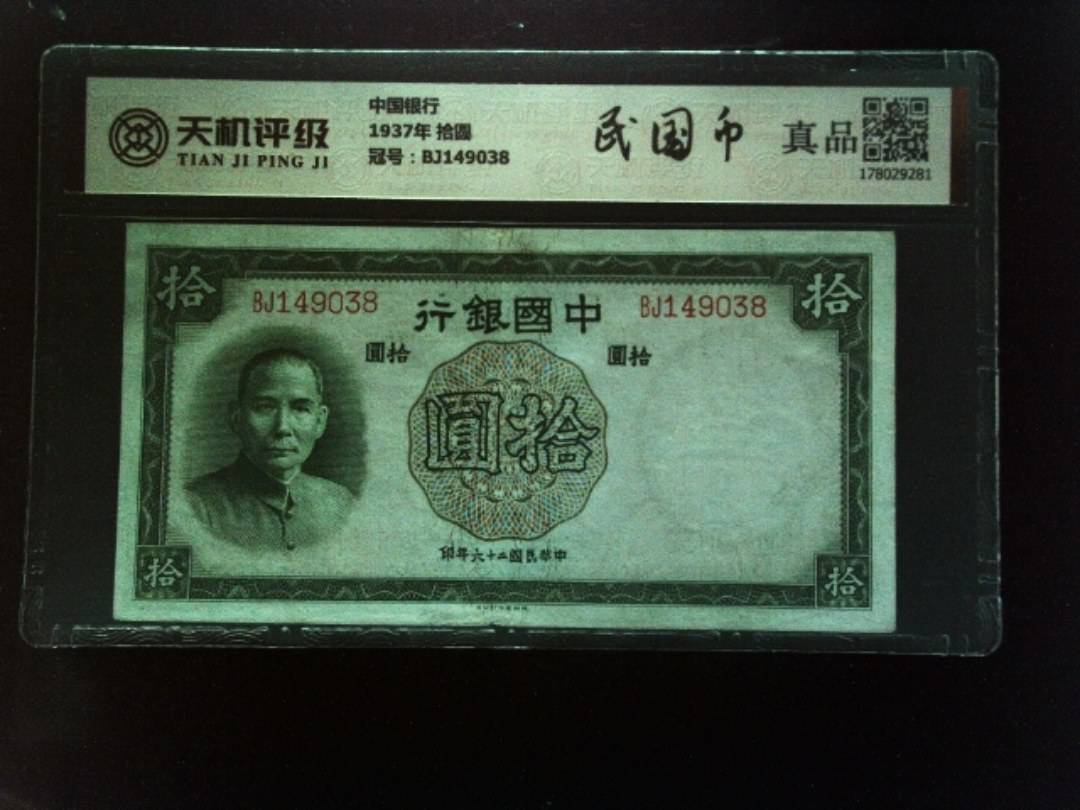 天机评级
TIAN JI PING JI
中国银行
1937年 拾圆
冠号：BJ149038
民国币
真品
178029281
拾
拾
BJ149038
行銀國中
BJ149038
圓拾
圓拾
圓拾
印年六十二國民華中
拾
拾